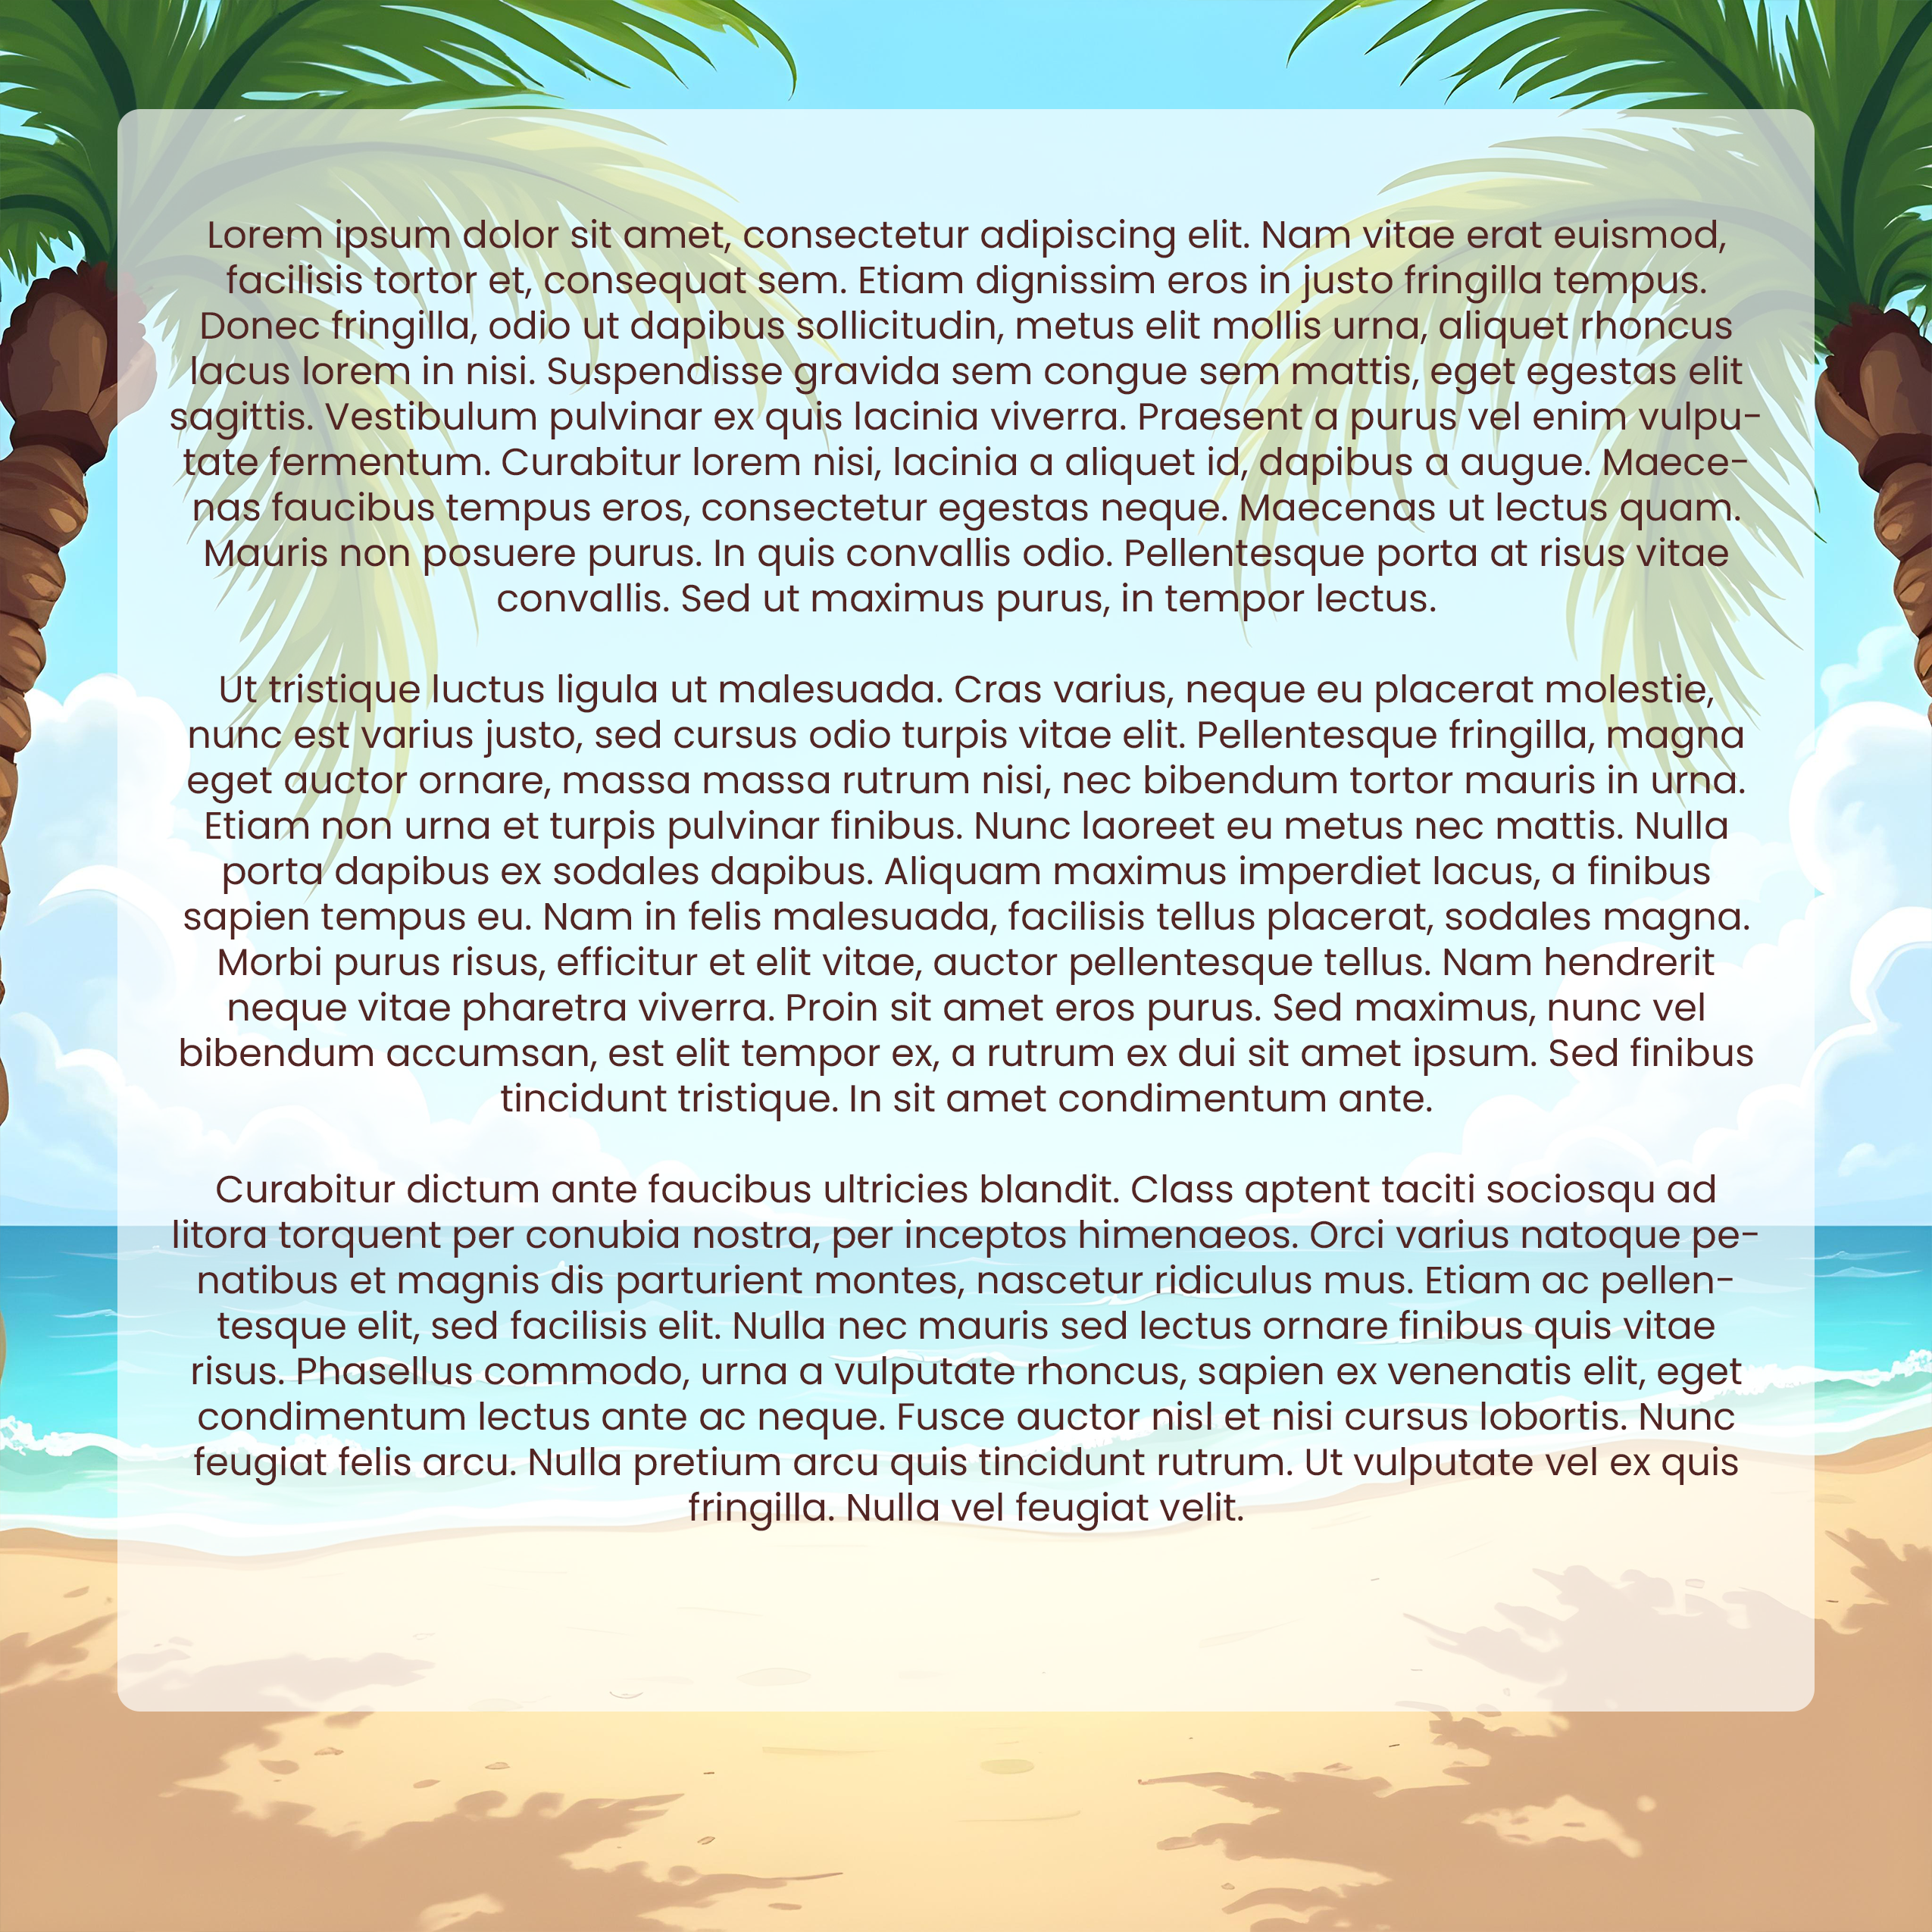 Lorem ipsum dolor sit amet, consectetur adipiscing elit. Nam vitae erat euismod,
facilisis tortor et, consequat sem. Etiam dignissim eros in justo fringilla tempus.
Donec fringilla, odio ut dapibus sollicitudin, metus elit mollis urna, aliquet rhoncus
lacus lorem in nisi. Suspendisse gravida sem congue sem mattis, eget egestas elit
sagittis. Vestibulum pulvinar ex quis lacinia viverra. Praesent a purus vel enim vulpu-
tate fermentum. Curabitur lorem nisi, lacinia a aliquet id, dapibus a augue. Maece-
nas faucibus tempus eros, consectetur egestas neque. Maecenas ut lectus quam.
Mauris non posuere purus. In quis convallis odio. Pellentesque porta at risus vitae
convallis. Sed ut maximus purus, in tempor lectus.
Ut tristique luctus ligula ut malesuada. Cras varius, neque eu placerat molestie,
nunc est varius justo, sed cursus odio turpis vitae elit. Pellentesque fringilla, magna
eget auctor ornare, massa massa rutrum nisi, nec bibendum tortor mauris in urna.
Etiam non urna et turpis pulvinar finibus. Nunc laoreet eu metus nec mattis. Nulla
porta dapibus ex sodales dapibus. Aliquam maximus imperdiet lacus, a finibus
sapien tempus eu. Nam in felis malesuada, facilisis tellus placerat, sodales magna.
Morbi purus risus, efficitur et elit vitae, auctor pellentesque tellus. Nam hendrerit
neque vitae pharetra viverra. Proin sit amet eros purus. Sed maximus, nunc vel
bibendum accumsan, est elit tempor ex, a rutrum ex dui sit amet ipsum. Sed finibus
tincidunt tristique. In sit amet condimentum ante.
Curabitur dictum ante faucibus ultricies blandit. Class aptent taciti sociosqu ad
litora torquent per conubia nostra, per inceptos himenaeos. Orci varius natoque pe-
natibus et magnis dis parturient montes, nascetur ridiculus mus. Etiam ac pellen-
tesque elit, sed facilisis elit. Nulla nec mauris sed lectus ornare finibus quis vitae
risus. Phasellus commodo, urna a vulputate rhoncus, sapien ex venenatis elit, eget
condimentum lectus ante ac neque. Fusce auctor nisl et nisi cursus lobortis. Nunc
feugiat felis arcu. Nulla pretium arcu quis tincidunt rutrum. Ut vulputate vel ex quis
fringilla. Nulla vel feugiat velit.